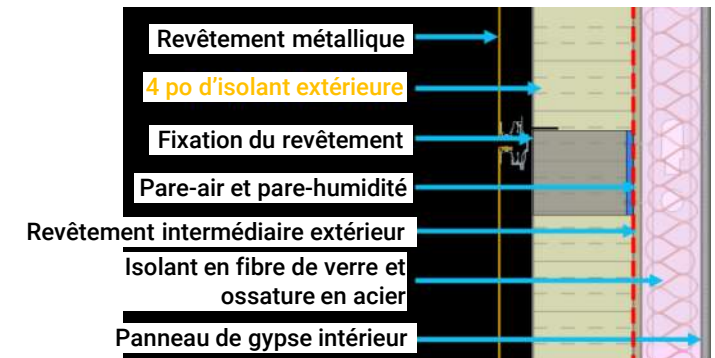 Revêtement métallique
4 po d’isolant extérieure
Fixation du revêtement
Pare-air et pare-humidité
Revêtement intermédiaire extérieur
Isolant en fibre de verre et
ossature en acier
Panneau de gypse intérieur